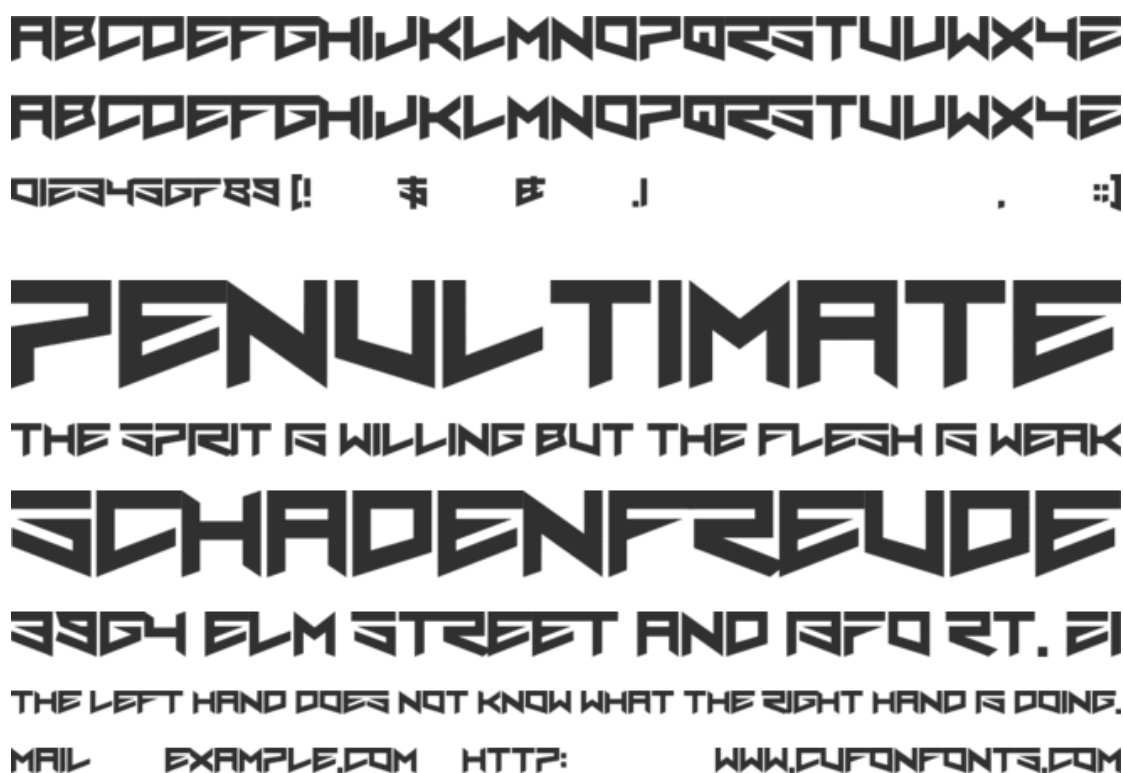 ABCDEFGHIJKLMNOPQRSTUVWXYZ
ABCDEFGHIJKLMNOPQRSTUVWXYZ
0123456789 [! $ & .| , :;]
PENULTIMATE
THE SPIRIT IS WILLING BUT THE FLESH IS WEAK
SCHADENFREUDE
3964 ELM STREET AND 1370 RT. 21
THE LEFT HAND DOES NOT KNOW WHAT THE RIGHT HAND IS DOING.
MAIL EXAMPLE.COM HTTP: WWW.CUFONFONTS.COM